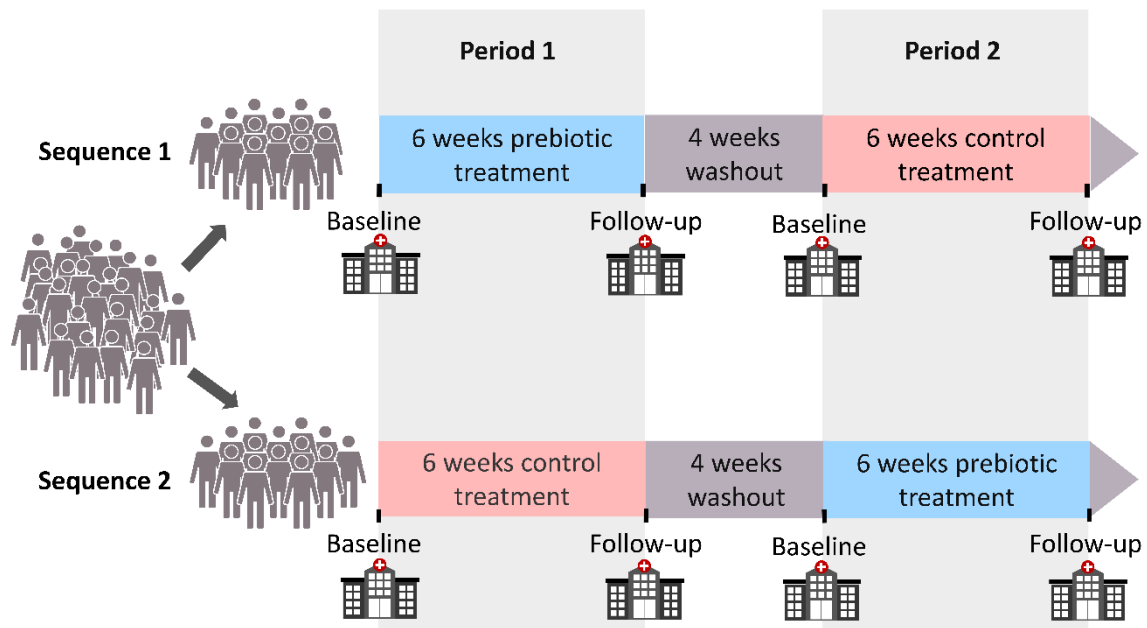 Period 1
Period 2
Sequence 1
6 weeks prebiotic
treatment
4 weeks
washout
6 weeks control
treatment
Baseline
Follow-up
Baseline
Follow-up
Sequence 2
6 weeks control
treatment
4 weeks
washout
6 weeks prebiotic
treatment
Baseline
Follow-up
Baseline
Follow-up